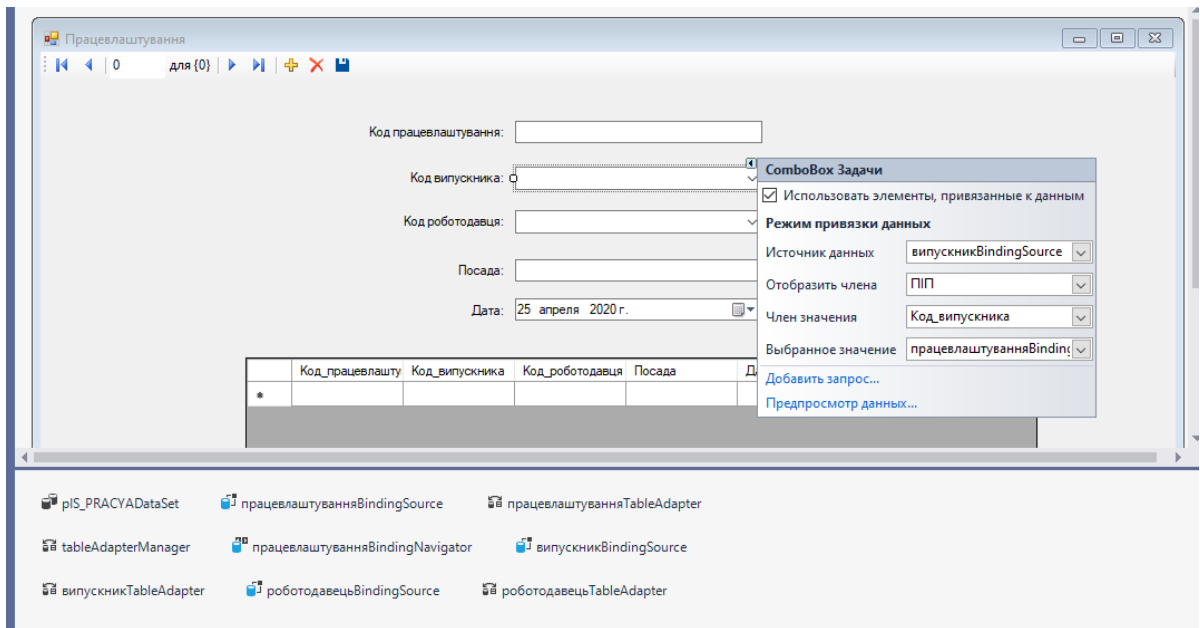 Працевлаштування
0 для {0}
Код працевлаштування:
Код випускника:
Код роботодавця:
Посада:
Дата: 25 апреля 2020 г.
ComboBox Задачи
Использовать элементы, привязанные к данным
Режим привязки данных
Источник данных випускникBindingSource
Отобразить члена ПІП
Член значения Код_випускника
Выбранное значение працевлаштуванняBinding
Добавить запрос...
Предпросмотр данных...
Код_працевлашту Код_випускника Код_роботодавця Посада Д
*
pIS_PRACYADataSet працевлаштуванняBindingSource працевлаштуванняTableAdapter
tableAdapterManager працевлаштуванняBindingNavigator випускникBindingSource
випускникTableAdapter роботодавецьBindingSource роботодавецьTableAdapter